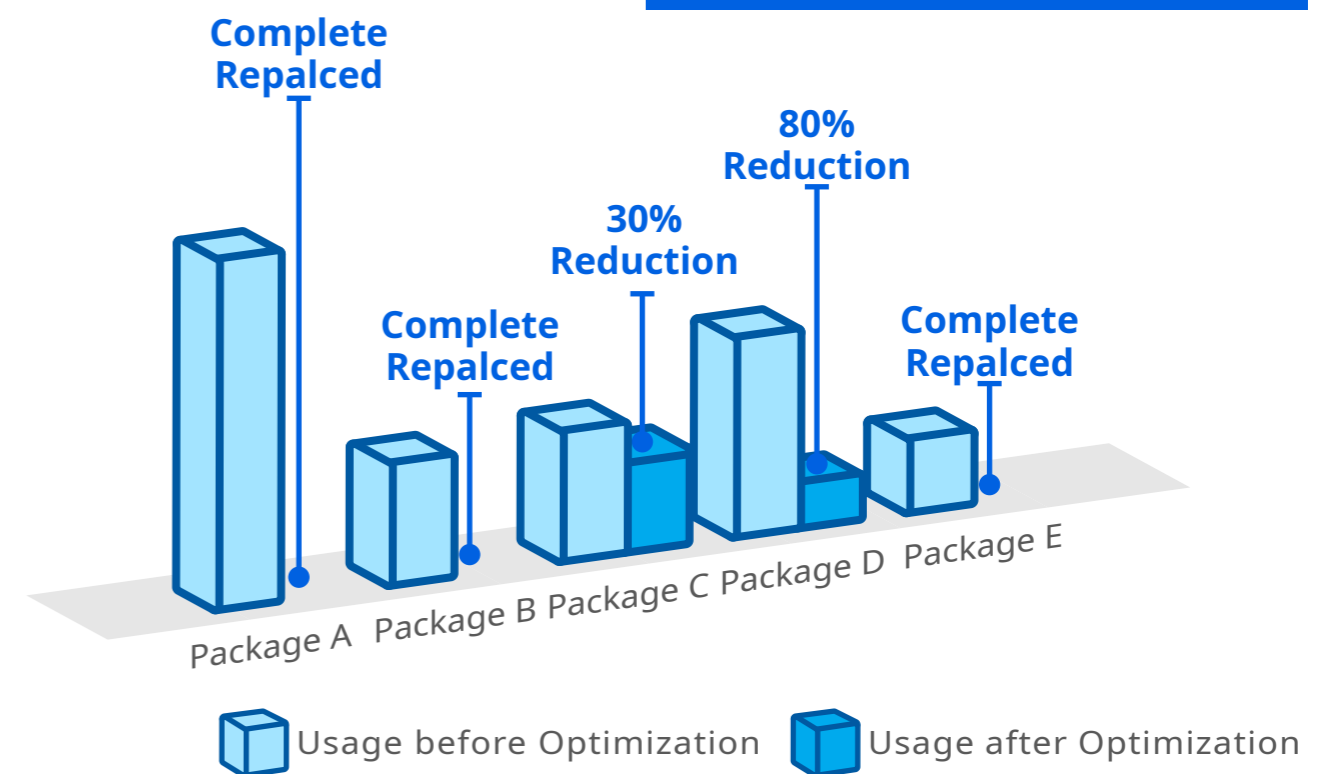 Complete
Repalced
80%
Reduction
30%
Reduction
Complete
Repalced
Complete
Repalced
Package A
Package B
Package C
Package D
Package E
Usage before Optimization
Usage after Optimization